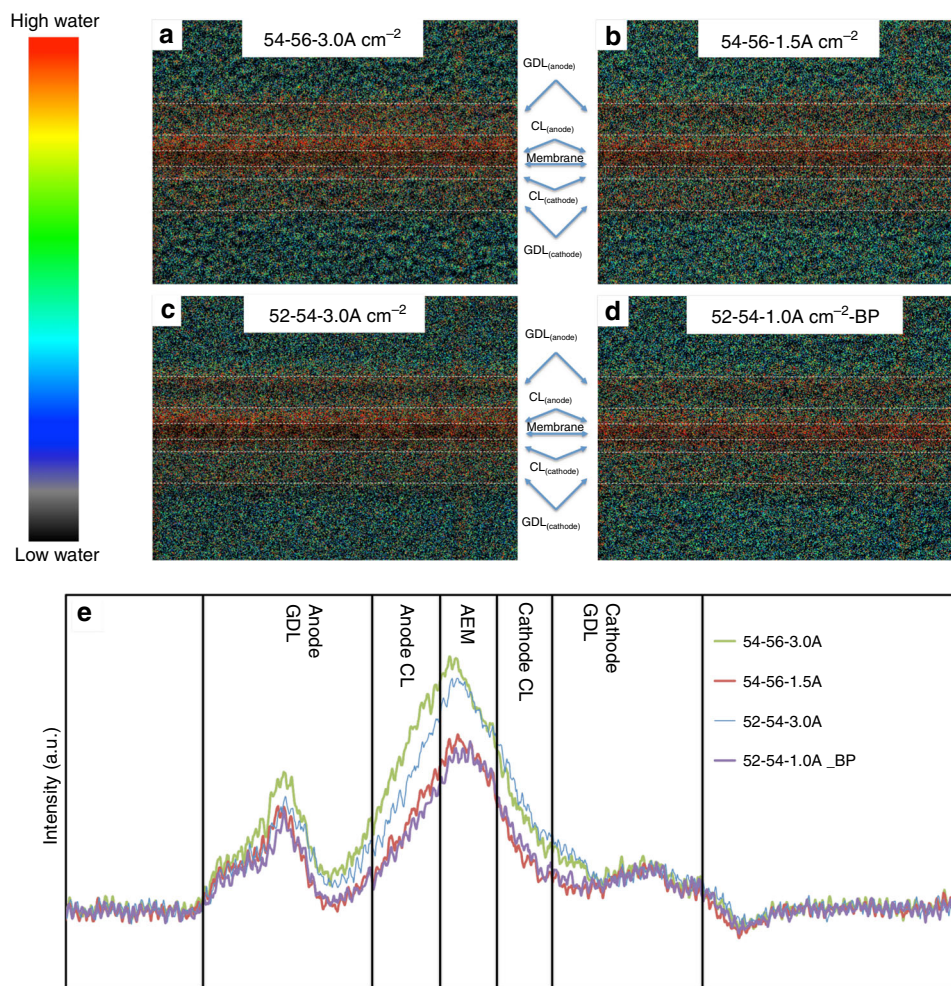 High water
Low water
a
54-56-3.0A cm⁻²
b
54-56-1.5A cm⁻²
GDL(anode)
CL(anode)
Membrane
CL(cathode)
GDL(cathode)
c
52-54-3.0A cm⁻²
d
52-54-1.0A cm⁻²-BP
GDL(anode)
CL(anode)
Membrane
CL(cathode)
GDL(cathode)
e
Anode
GDL
Anode CL
AEM
Cathode CL
Cathode
GDL
54-56-3.0A
54-56-1.5A
52-54-3.0A
52-54-1.0A _BP
Intensity (a.u.)